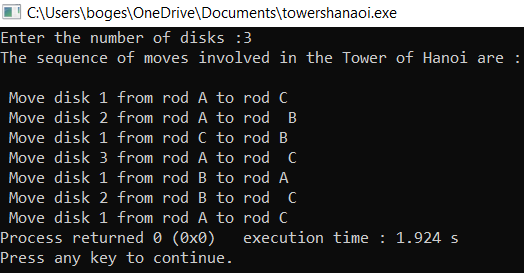 C:\Users\boges\OneDrive\Documents\towershanaoi.exe
Enter the number of disks :3
The sequence of moves involved in the Tower of Hanoi are :
Move disk 1 from rod A to rod C
Move disk 2 from rod A to rod  B
Move disk 1 from rod C to rod B
Move disk 3 from rod A to rod  C
Move disk 1 from rod B to rod A
Move disk 2 from rod B to rod  C
Move disk 1 from rod A to rod C
Process returned 0 (0x0)   execution time : 1.924 s
Press any key to continue.